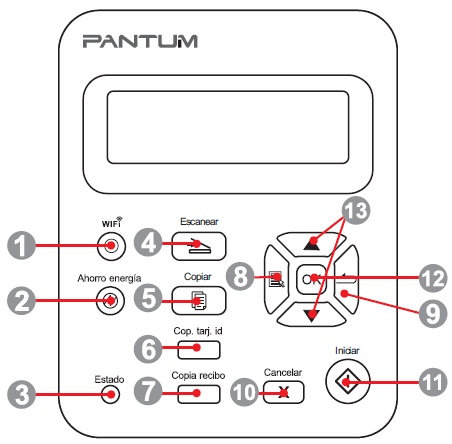 PANTUM
WiFi
Escanear
13
1
4
Ahorro energía
Copiar
8
OK
12
2
5
9
Cop. tarj. id
6
Iniciar
Estado
Copia recibo
Cancelar
3
7
10
X
11